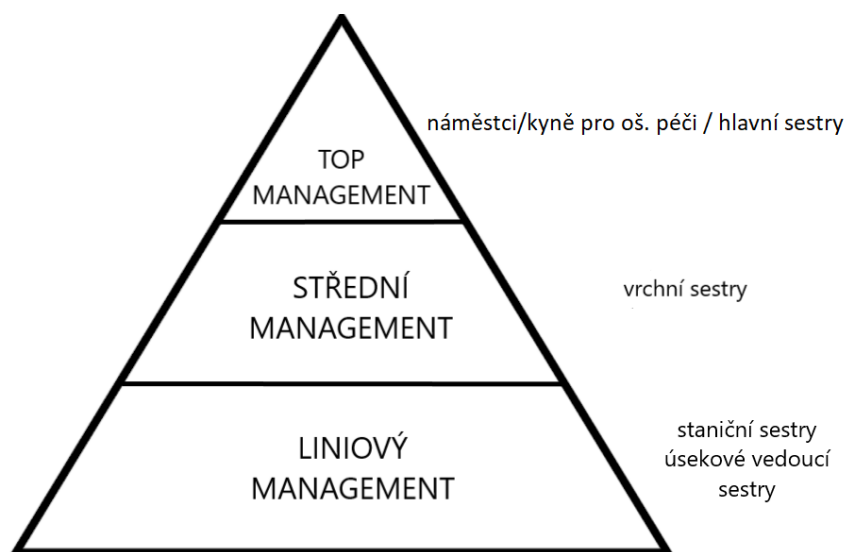 náměstci/kyně pro oš. péči / hlavní sestry
TOP
MANAGEMENT
STŘEDNÍ
MANAGEMENT
vrchní sestry
LINIOVÝ
MANAGEMENT
staniční sestry
úsekové vedoucí
sestry